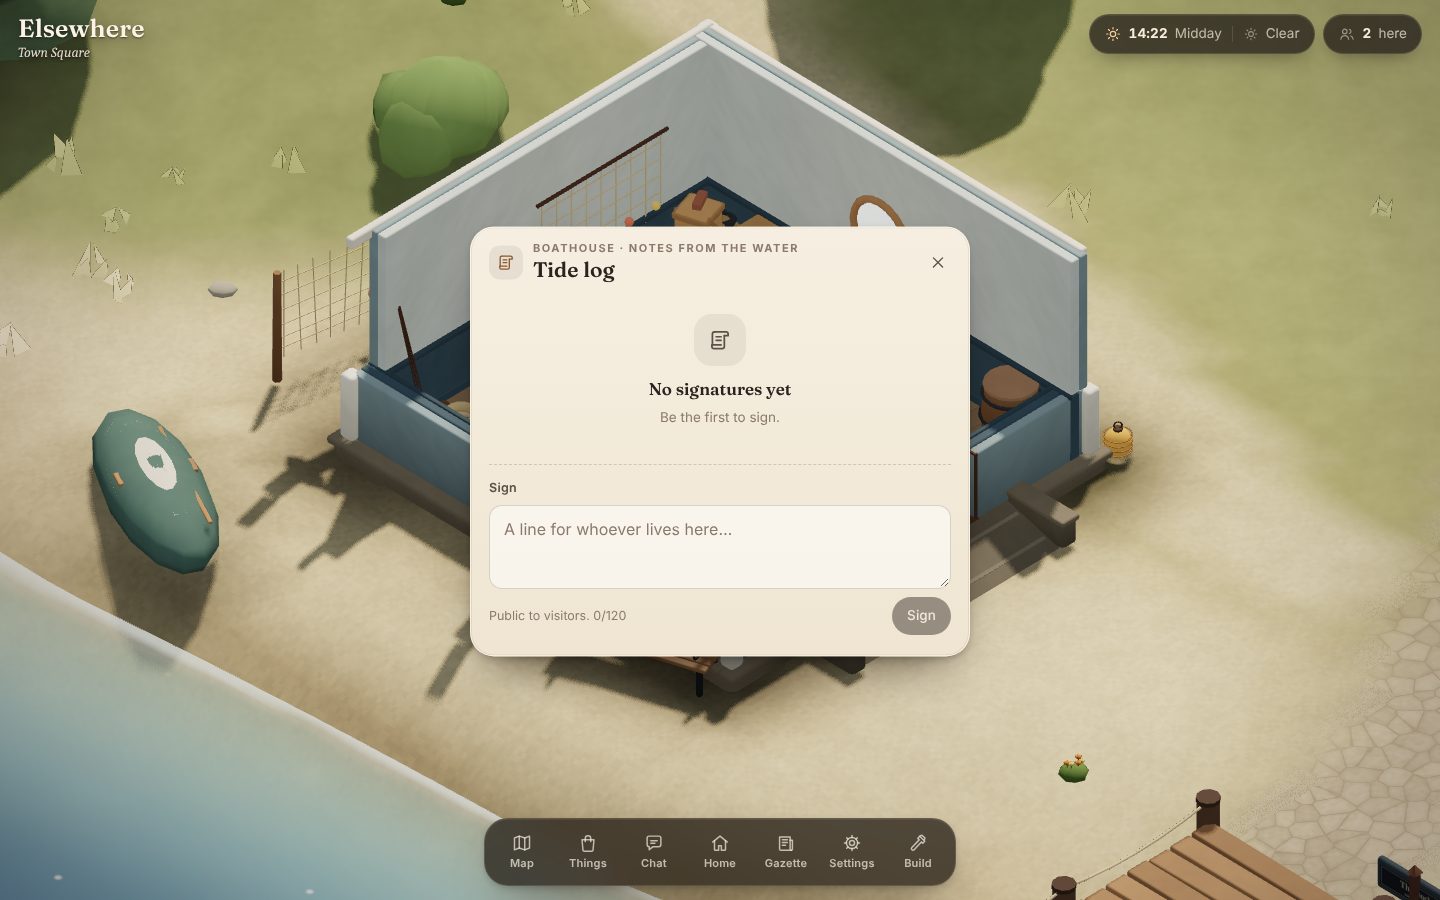 Elsewhere
Town Square
14:22 Midday Clear
2 here
BOATHOUSE · NOTES FROM THE WATER
Tide log
No signatures yet
Be the first to sign.
Sign
A line for whoever lives here...
Public to visitors. 0/120
Sign
Map
Things
Chat
Home
Gazette
Settings
Build